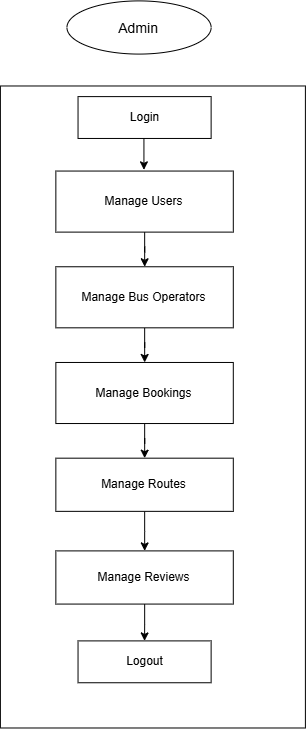 Admin
Login
Manage Users
Manage Bus Operators
Manage Bookings
Manage Routes
Manage Reviews
Logout